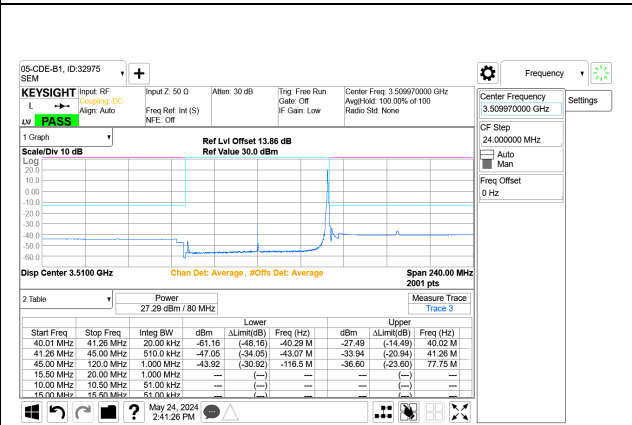 05-CDE-B1, ID:32975
SEM
+
Frequency
KEYSIGHT Input: RF Input Z: 50 Ω Atten: 30 dB Trig: Free Run Center Freq: 3.509970000 GHz
Coupling: DC Gate: Off Avg|Hold: 100.00% of 100
L Align: Auto Freq Ref: Int (S) IF Gain: Low Radio Std: None
PASS NFE: Off
Center Frequency
3.509970000 GHz
Settings
CF Step
24.000000 MHz
Auto
Man
Freq Offset
0 Hz
1 Graph
Ref Lvl Offset 13.86 dB
Scale/Div 10 dB Ref Value 30.0 dBm
Log
20.0
10.0
0.00
-10.0
-20.0
-30.0
-40.0
-50.0
-60.0
Disp Center 3.5100 GHz Chan Det: Average, #Offs Det: Average Span 240.00 MHz
2001 pts
2 Table Power Measure Trace
27.29 dBm / 80 MHz Trace 3
Lower Upper
Start Freq Stop Freq Integ BW dBm ΔLimit(dB) Freq (Hz) dBm ΔLimit(dB) Freq (Hz)
40.01 MHz 41.26 MHz 20.00 kHz -61.16 (-48.16) -40.29 M -27.49 (-14.49) 40.02 M
41.26 MHz 45.00 MHz 510.0 kHz -47.05 (-34.05) -43.07 M -33.94 (-20.94) 41.26 M
45.00 MHz 120.0 MHz 1.000 MHz -43.92 (-30.92) -116.5 M -36.60 (-23.60) 77.75 M
15.50 MHz 20.00 MHz 1.000 MHz --- (---) --- --- (---) ---
10.00 MHz 10.50 MHz 51.00 kHz --- (---) --- --- (---) ---
15.00 MHz 15.50 MHz 51.00 kHz --- (---) --- --- (---) ---
? May 24, 2024
2:41:26 PM